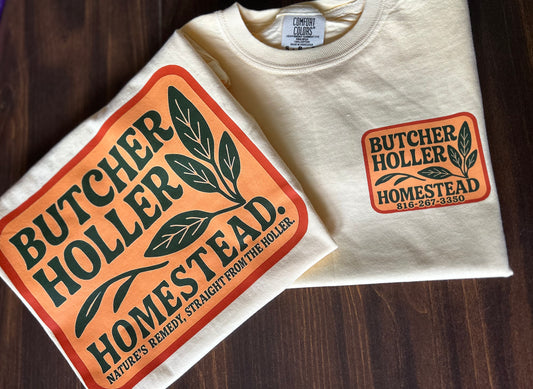 BUTCHER
HOLLER
HOMESTEAD.
NATURE'S REMEDY, STRAIGHT FROM THE HOLLER.
COMFORT
COLORS
BUTCHER
HOLLER
HOMESTEAD
816-267-3350